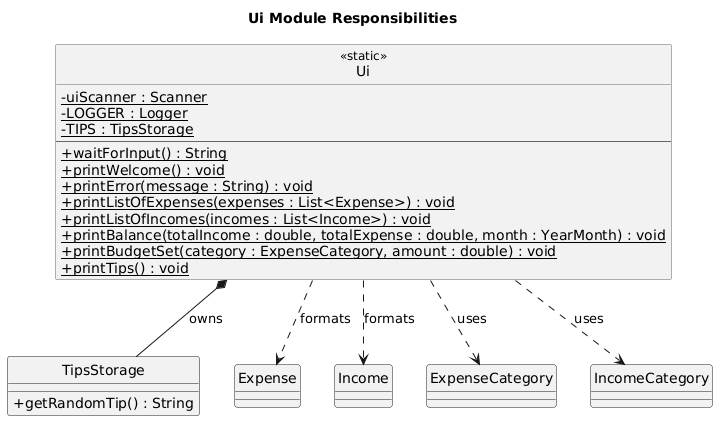 Ui Module Responsibilities
«static»
Ui
-uiScanner : Scanner
-LOGGER : Logger
-TIPS : TipsStorage
+waitForInput() : String
+printWelcome() : void
+printError(message : String) : void
+printListOfExpenses(expenses : List<Expense>) : void
+printListOfIncomes(incomes : List<Income>) : void
+printBalance(totalIncome : double, totalExpense : double, month : YearMonth) : void
+printBudgetSet(category : ExpenseCategory, amount : double) : void
+printTips() : void
owns
formats
formats
uses
uses
TipsStorage
+getRandomTip() : String
Expense
Income
ExpenseCategory
IncomeCategory